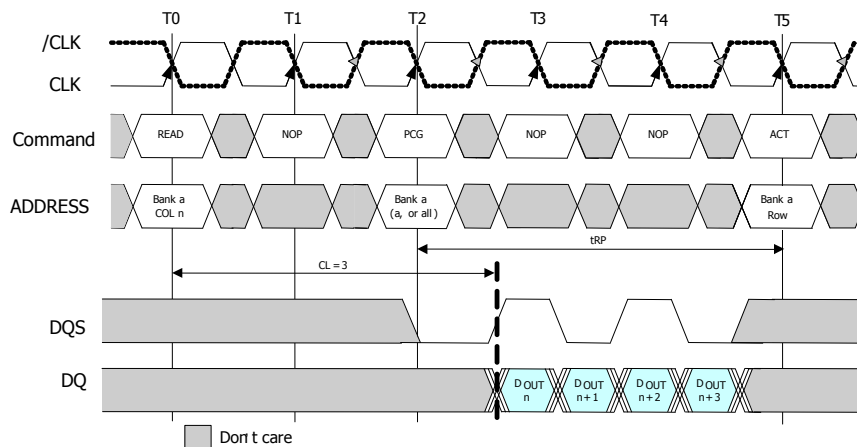 T0 T1 T2 T3 T4 T5
/CLK
CLK
Command READ NOP PCG NOP NOP ACT
ADDRESS Bank a COL n Bank a (a, or all) Bank a Row
tRP
CL = 3
DQS
DQ DOUT n DOUT n + 1 DOUT n + 2 DOUT n + 3
Don't care